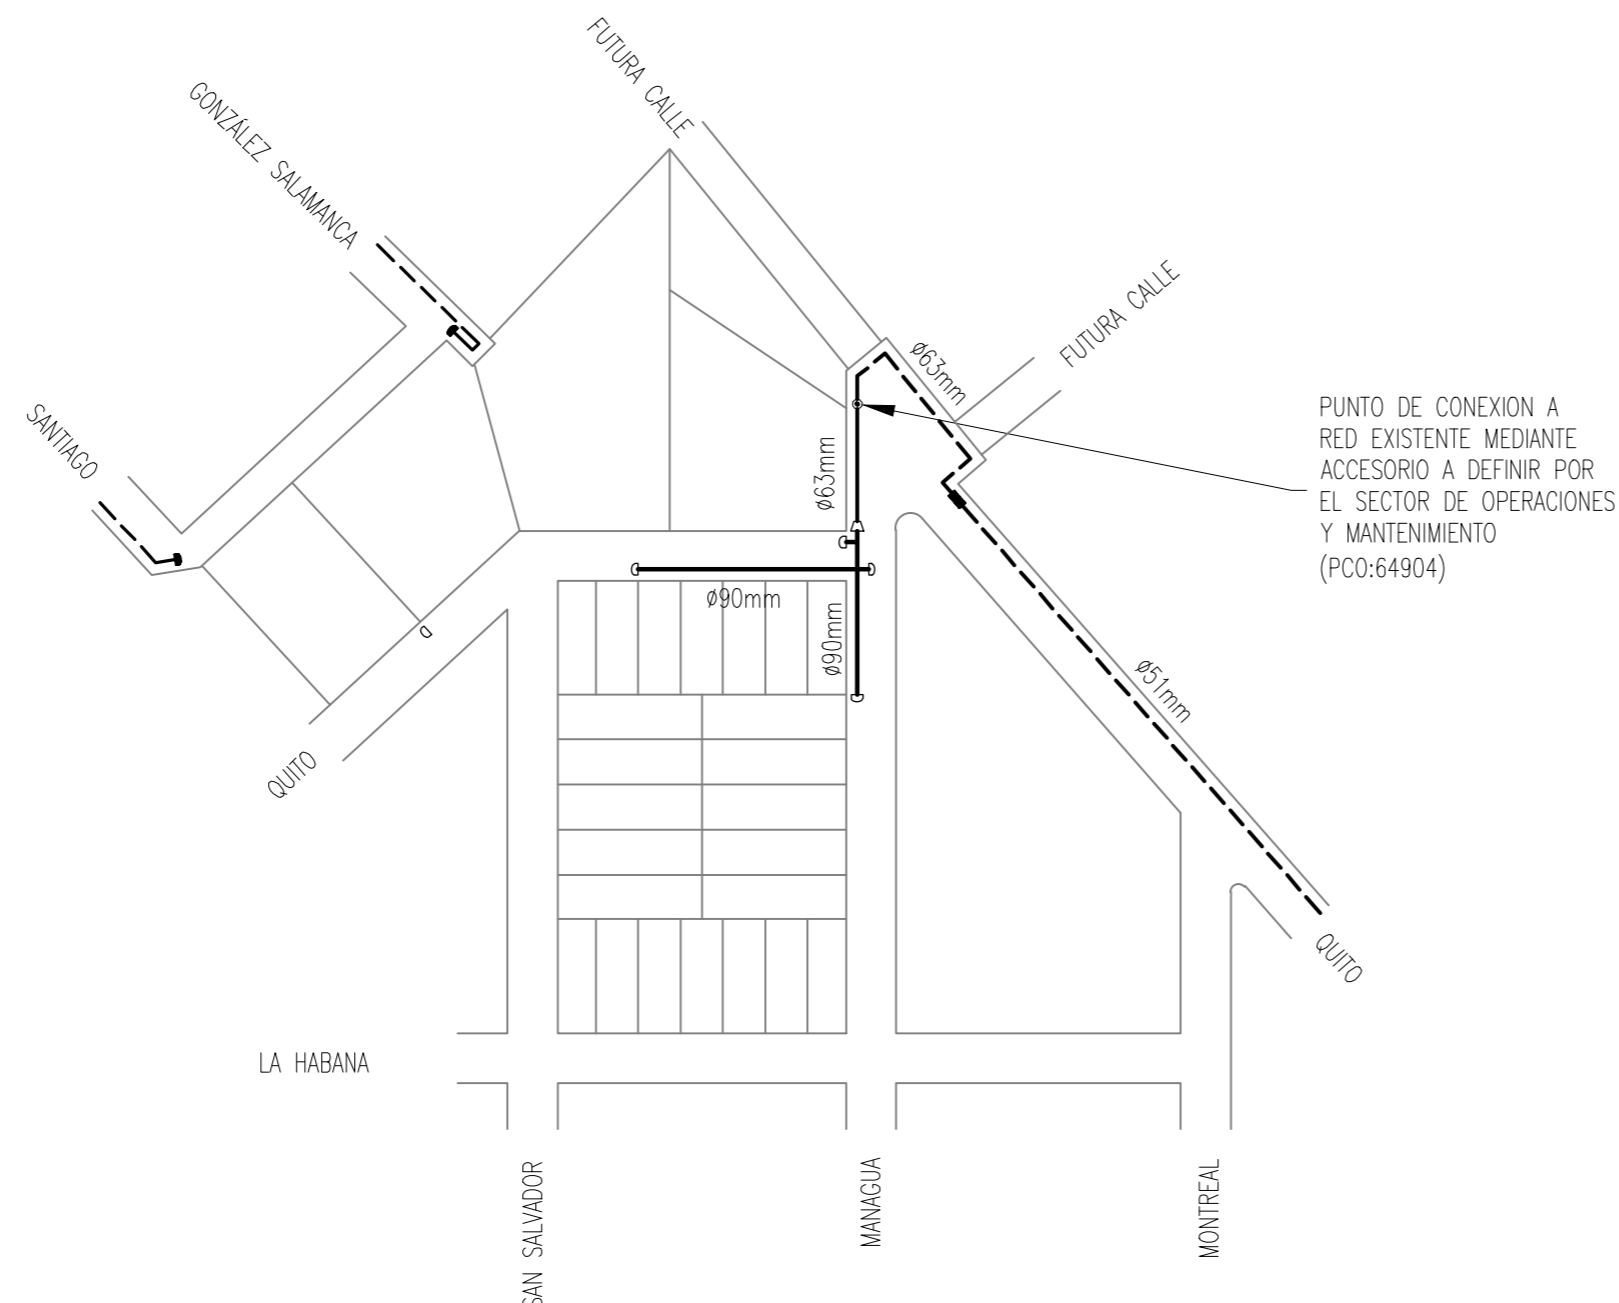 FUTURA CALLE
GONZÁLEZ SALAMANCA
FUTURA CALLE
ø63mm
SANTIAGO
ø63mm
PUNTO DE CONEXION A
RED EXISTENTE MEDIANTE
ACCESORIO A DEFINIR POR
EL SECTOR DE OPERACIONES
Y MANTENIMIENTO
(PCO:64904)
ø90mm
ø90mm
ø51mm
QUITO
QUITO
LA HABANA
SAN SALVADOR
MANAGUA
MONTREAL